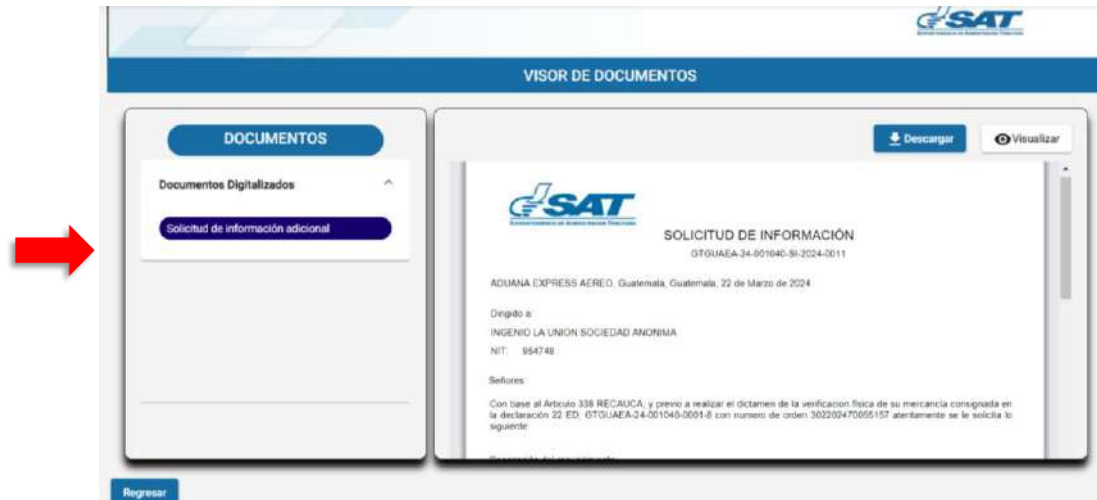 SAT
VISOR DE DOCUMENTOS
DOCUMENTOS
Documentos Digitalizados
Solicitud de información adicional
Descargar
Visualizar
SAT
SOLICITUD DE INFORMACIÓN
GTGUAEA-24-001040-SI-2024-0011
ADUANA EXPRESS AEREO, Guatemala, Guatemala, 22 de Marzo de 2024
Dirigido a:
INGENIO LA UNION SOCIEDAD ANONIMA
NIT: 954748
Señores:
Con base al Articulo 338 RECAUCA, y previo a realizar el dictamen de la verificacion fisica de su mercancia consignada en
la declaración 22 ED, GTGUAEA-24-001040-0001-8 con numero de orden 302202470055157 atentamente se le solicita lo
siguiente:
Regresar